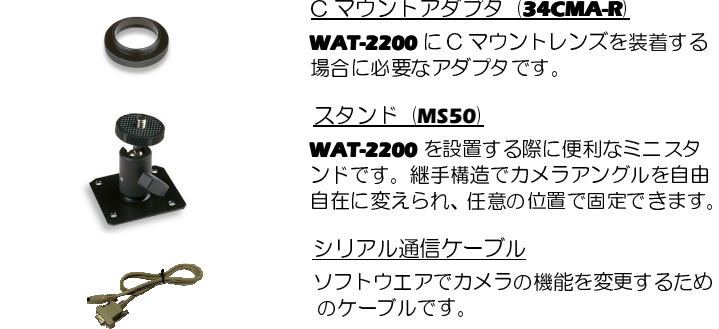 C マウントアダプタ (34CMA-R)
WAT-2200 に C マウントレンズを装着する
場合に必要なアダプタです。
スタンド (MS50)
WAT-2200 を設置する際に便利なミニスタ
ンドです。継手構造でカメラアングルを自由
自在に変えられ、任意の位置で固定できます。
シリアル通信ケーブル
ソフトウエアでカメラの機能を変更するため
のケーブルです。